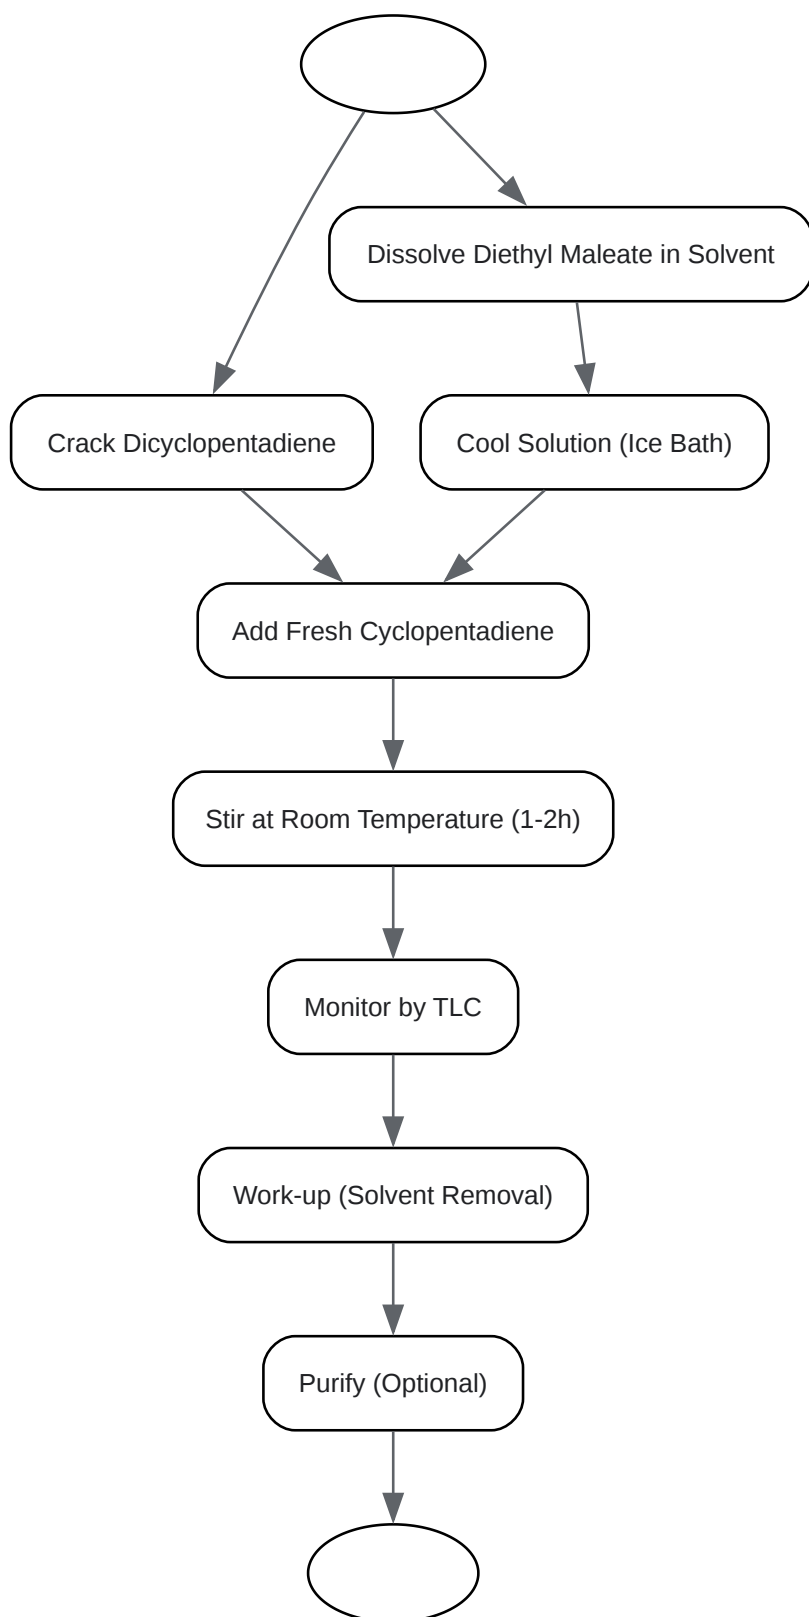 Dissolve Diethyl Maleate in Solvent
Crack Dicyclopentadiene
Cool Solution (Ice Bath)
Add Fresh Cyclopentadiene
Stir at Room Temperature (1-2h)
Monitor by TLC
Work-up (Solvent Removal)
Purify (Optional)